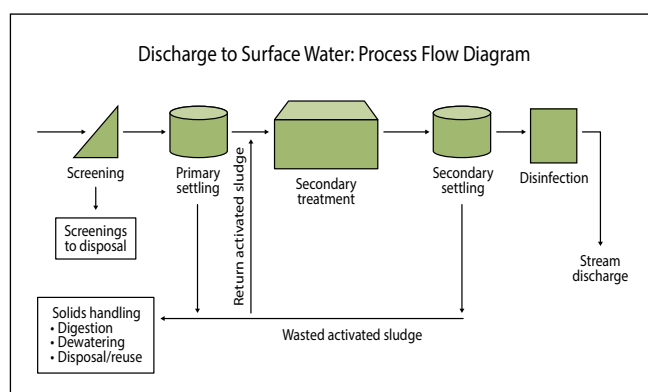 Discharge to Surface Water: Process Flow Diagram
Screening
Primary
settling
Secondary
treatment
Secondary
settling
Disinfection
Return activated sludge
Screenings
to disposal
Stream
discharge
Solids handling
• Digestion
• Dewatering
• Disposal/reuse
Wasted activated sludge